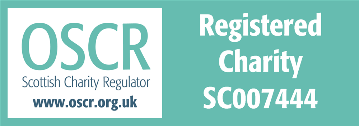 OSCR
Scottish Charity Regulator
www.oscr.org.uk
Registered
Charity
SC007444